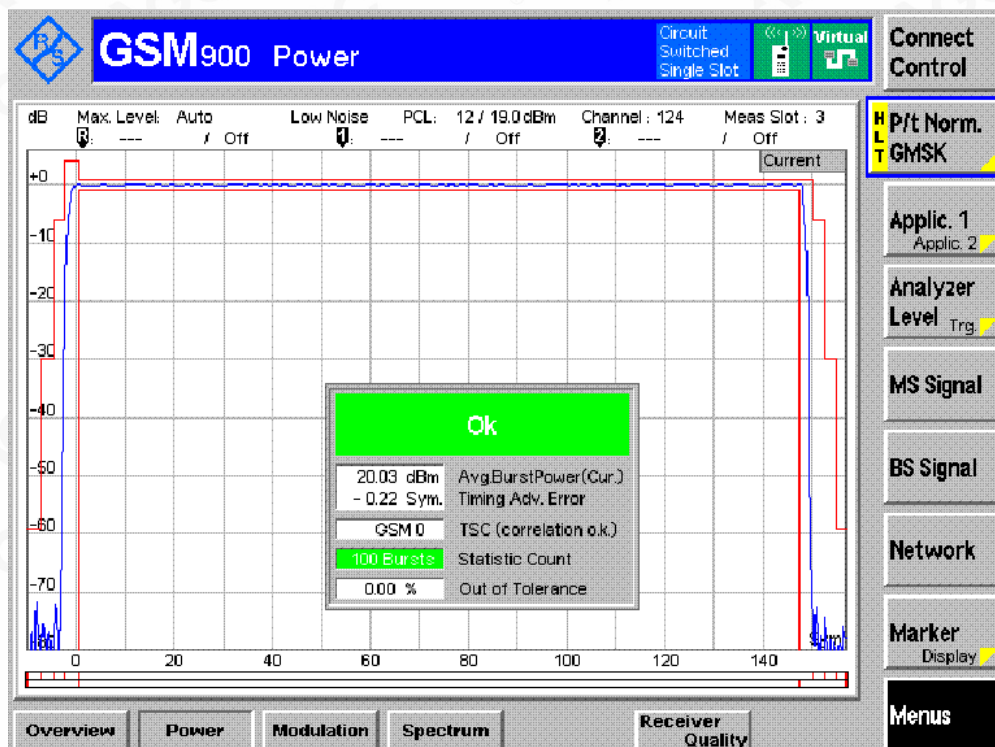 R/S
GSM900 Power
Circuit
Switched
Single Slot
Virtual
Connect
Control
dB Max. Level: Auto Low Noise PCL: 12 / 19.0 dBm Channel : 124 Meas Slot : 3
R: --- / Off 1: --- / Off 2: --- / Off
Current
HLT
P/t Norm.
GMSK
Applic. 1
Applic. 2
Analyzer
Level Trg.
MS Signal
BS Signal
Network
Marker
Display
Menus
+0
-10
-20
-30
-40
-50
-60
-70
Ok
20.03 dBm Avg.BurstPower(Cur.)
- 0.22 Sym. Timing Adv. Error
GSM 0 TSC (correlation o.k.)
100 Bursts Statistic Count
0.00 % Out of Tolerance
Sym
0 20 40 60 80 100 120 140
Overview Power Modulation Spectrum Receiver
Quality